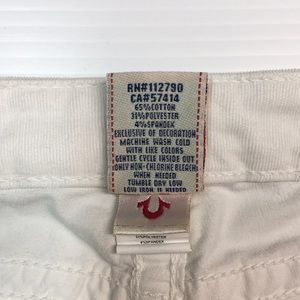 RN#112790
CA#57414
65%COTTON
31%POLYESTER
4%SPANDEX
EXCLUSIVE OF DECORATION
MACHINE WASH COLD
WITH LIKE COLORS
GENTLE CYCLE INSIDE OUT
ONLY NON-CHLORINE BLEACH
WHEN NEEDED
TUMBLE DRY LOW
LOW IRON IS NEEDED